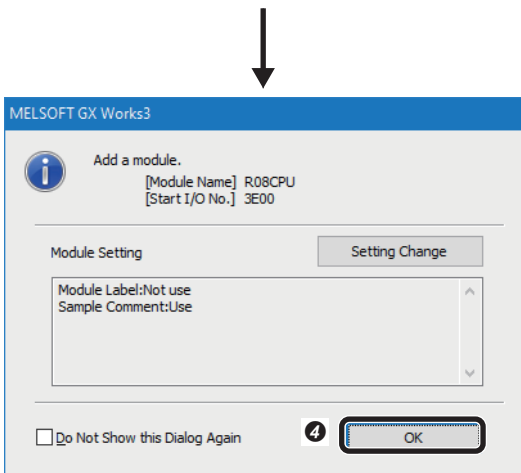 MELSOFT GX Works3
Add a module.
[Module Name] R08CPU
[Start I/O No.] 3E00
Module Setting
Setting Change
Module Label:Not use
Sample Comment:Use
Do Not Show this Dialog Again
❹
OK